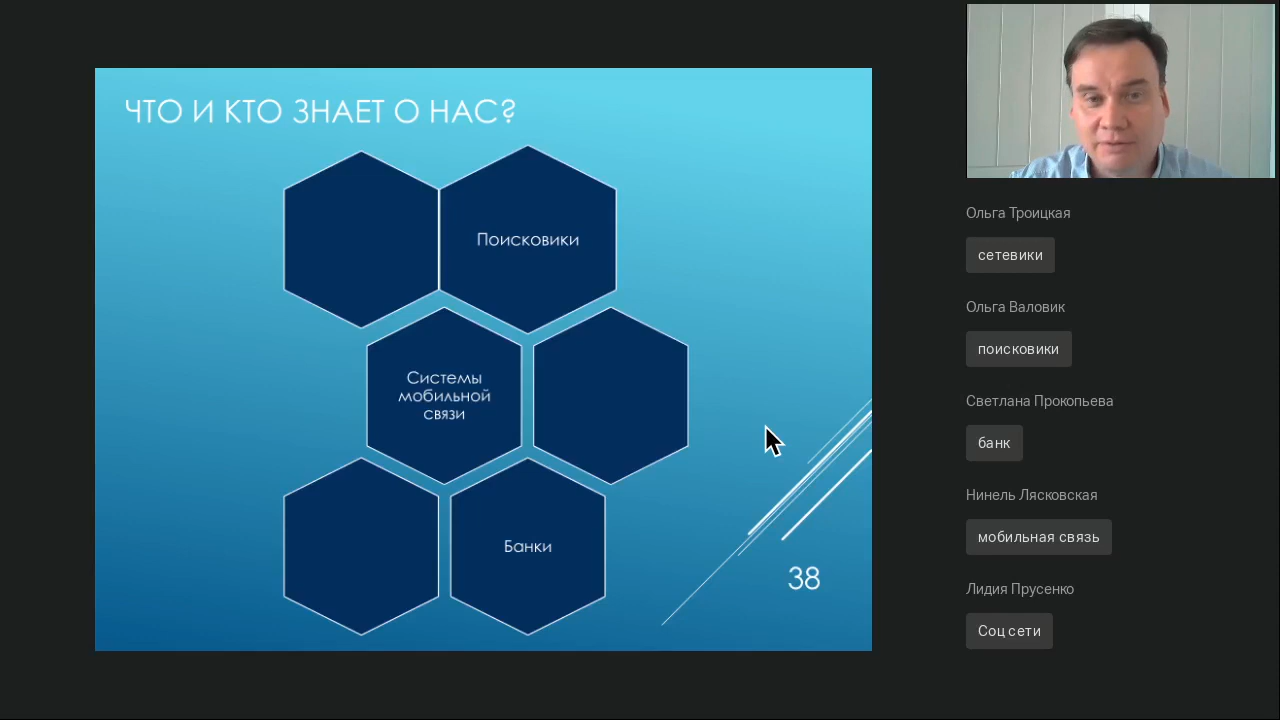 ЧТО И КТО ЗНАЕТ О НАС?
Поисковики
Системы
мобильной
связи
Банки
38
Ольга Троицкая
сетевики
Ольга Валовик
поисковики
Светлана Прокопьева
банк
Нинель Лясковская
мобильная связь
Лидия Прусенко
Соц сети